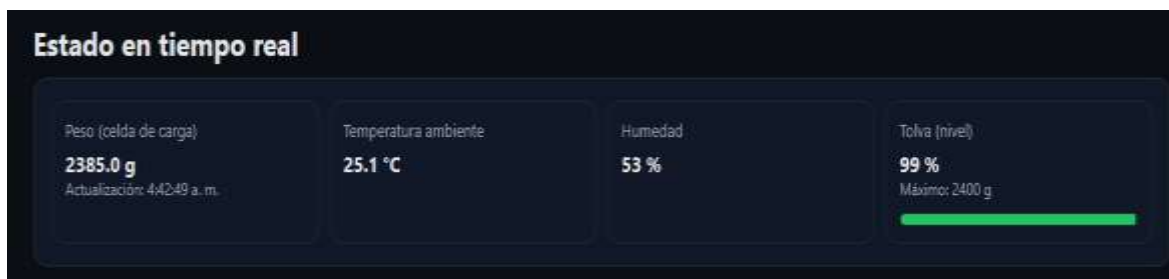 Estado en tiempo real
Peso (celda de carga)
2385.0 g
Actualización: 4:42:49 a. m.
Temperatura ambiente
25.1 °C
Humedad
53 %
Tolva (nivel)
99 %
Máximo: 2400 g